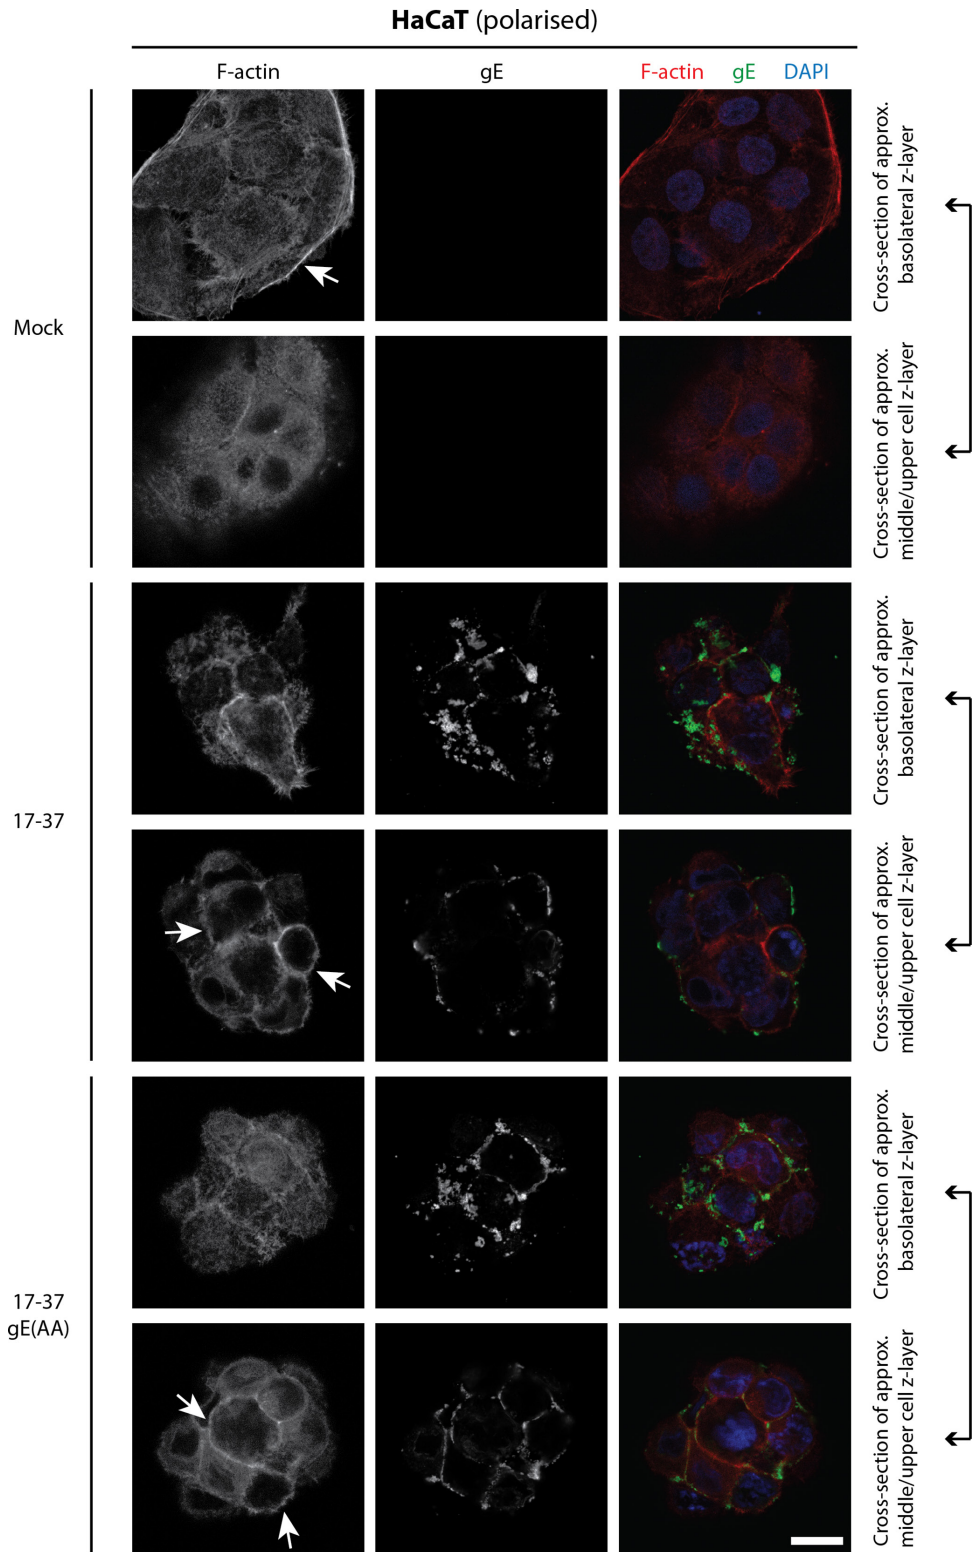 HaCaT (polarised)
F-actin
gE
F-actin gE DAPI
Mock
Cross-section of approx.
basolateral z-layer
Cross-section of approx.
middle/upper cell z-layer
17-37
Cross-section of approx.
basolateral z-layer
Cross-section of approx.
middle/upper cell z-layer
17-37
gE(AA)
Cross-section of approx.
basolateral z-layer
Cross-section of approx.
middle/upper cell z-layer